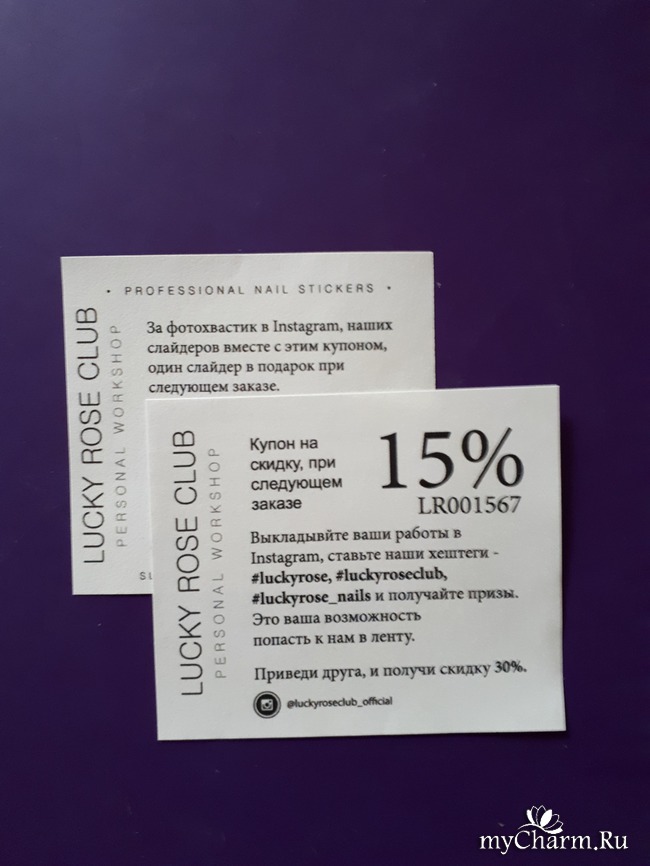 • PROFESSIONAL NAIL STICKERS •
LUCKY ROSE CLUB
PERSONAL WORKSHOP
За фотохвастик в Instagram, наших
слайдеров вместе с этим купоном,
один слайдер в подарок при
следующем заказе.
LUCKY ROSE CLUB
PERSONAL WORKSHOP
Купон на
скидку, при
следующем
заказе
15%
LR001567
Выкладывйте ваши работы в
Instagram, ставьте наши хештеги -
#luckyrose, #luckyroseclub,
#luckyrose_nails и получайте призы.
Это ваша возможность
попасть к нам в ленту.
Приведи друга, и получи скидку 30%.
@luckyroseclub_official
myCharm.Ru